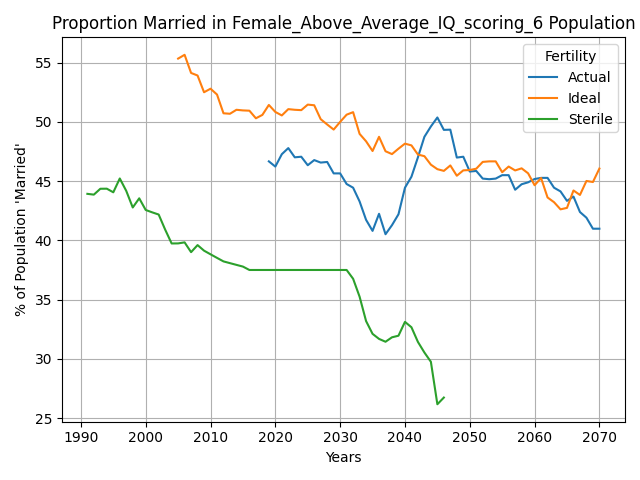 Proportion Married in Female_Above_Average_IQ_scoring_6 Population
% of Population 'Married'
55
50
45
40
35
30
25
Fertility
Actual
Ideal
Sterile
1990 2000 2010 2020 2030 2040 2050 2060 2070
Years